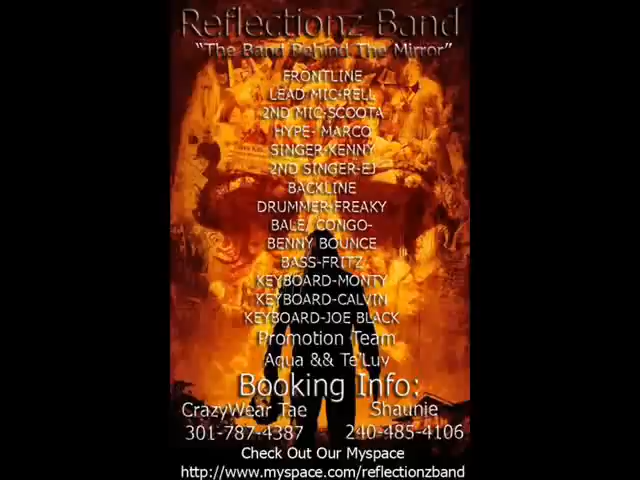 Reflectionz Band
"The Band Behind The Mirror"
FRONTLINE
LEAD MIC-RELL
2ND MIC-SCOOTA
HYPE- MARCO
SINGER-KENNY
2ND SINGER-EJ
BACKLINE
DRUMMER-FREAKY
BALE/ CONGO-
BENNY BOUNCE
BASS-FRITZ
KEYBOARD-MONTY
KEYBOARD-CALVIN
KEYBOARD-JOE BLACK
Promotion Team
Aqua && Te'Luv
Booking Info:
CrazyWear Tae Shaunie
301-787-4387 240-485-4106
Check Out Our Myspace
http://www.myspace.com/reflectionzband